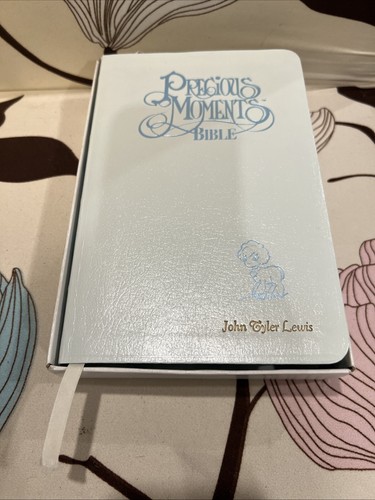 PRECIOUS
MOMENTS
BIBLE
John Tyler Lewis